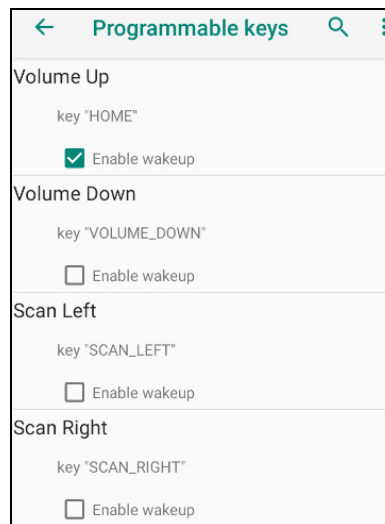 Programmable keys
Volume Up
key "HOME"
Enable wakeup
Volume Down
key "VOLUME_DOWN"
Enable wakeup
Scan Left
key "SCAN_LEFT"
Enable wakeup
Scan Right
key "SCAN_RIGHT"
Enable wakeup